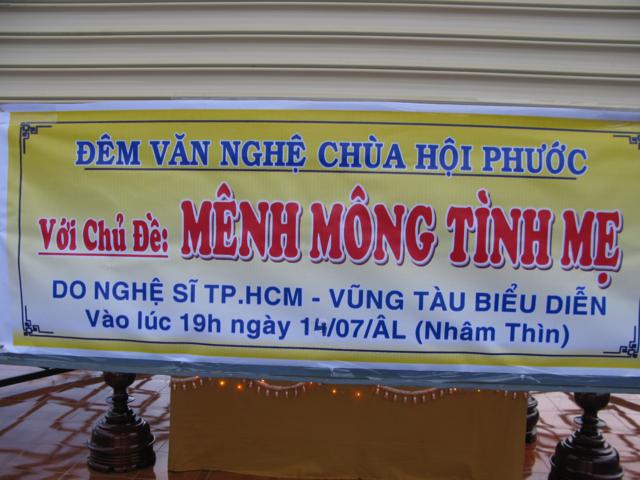 ĐÊM VĂN NGHỆ CHÙA HỘI PHƯỚC
Với Chủ Đề: MÊNH MÔNG TÌNH MẸ
DO NGHỆ SĨ TP.HCM - VŨNG TÀU BIỂU DIỄN
Vào lúc 19h ngày 14/07/ÂL (Nhâm Thìn)